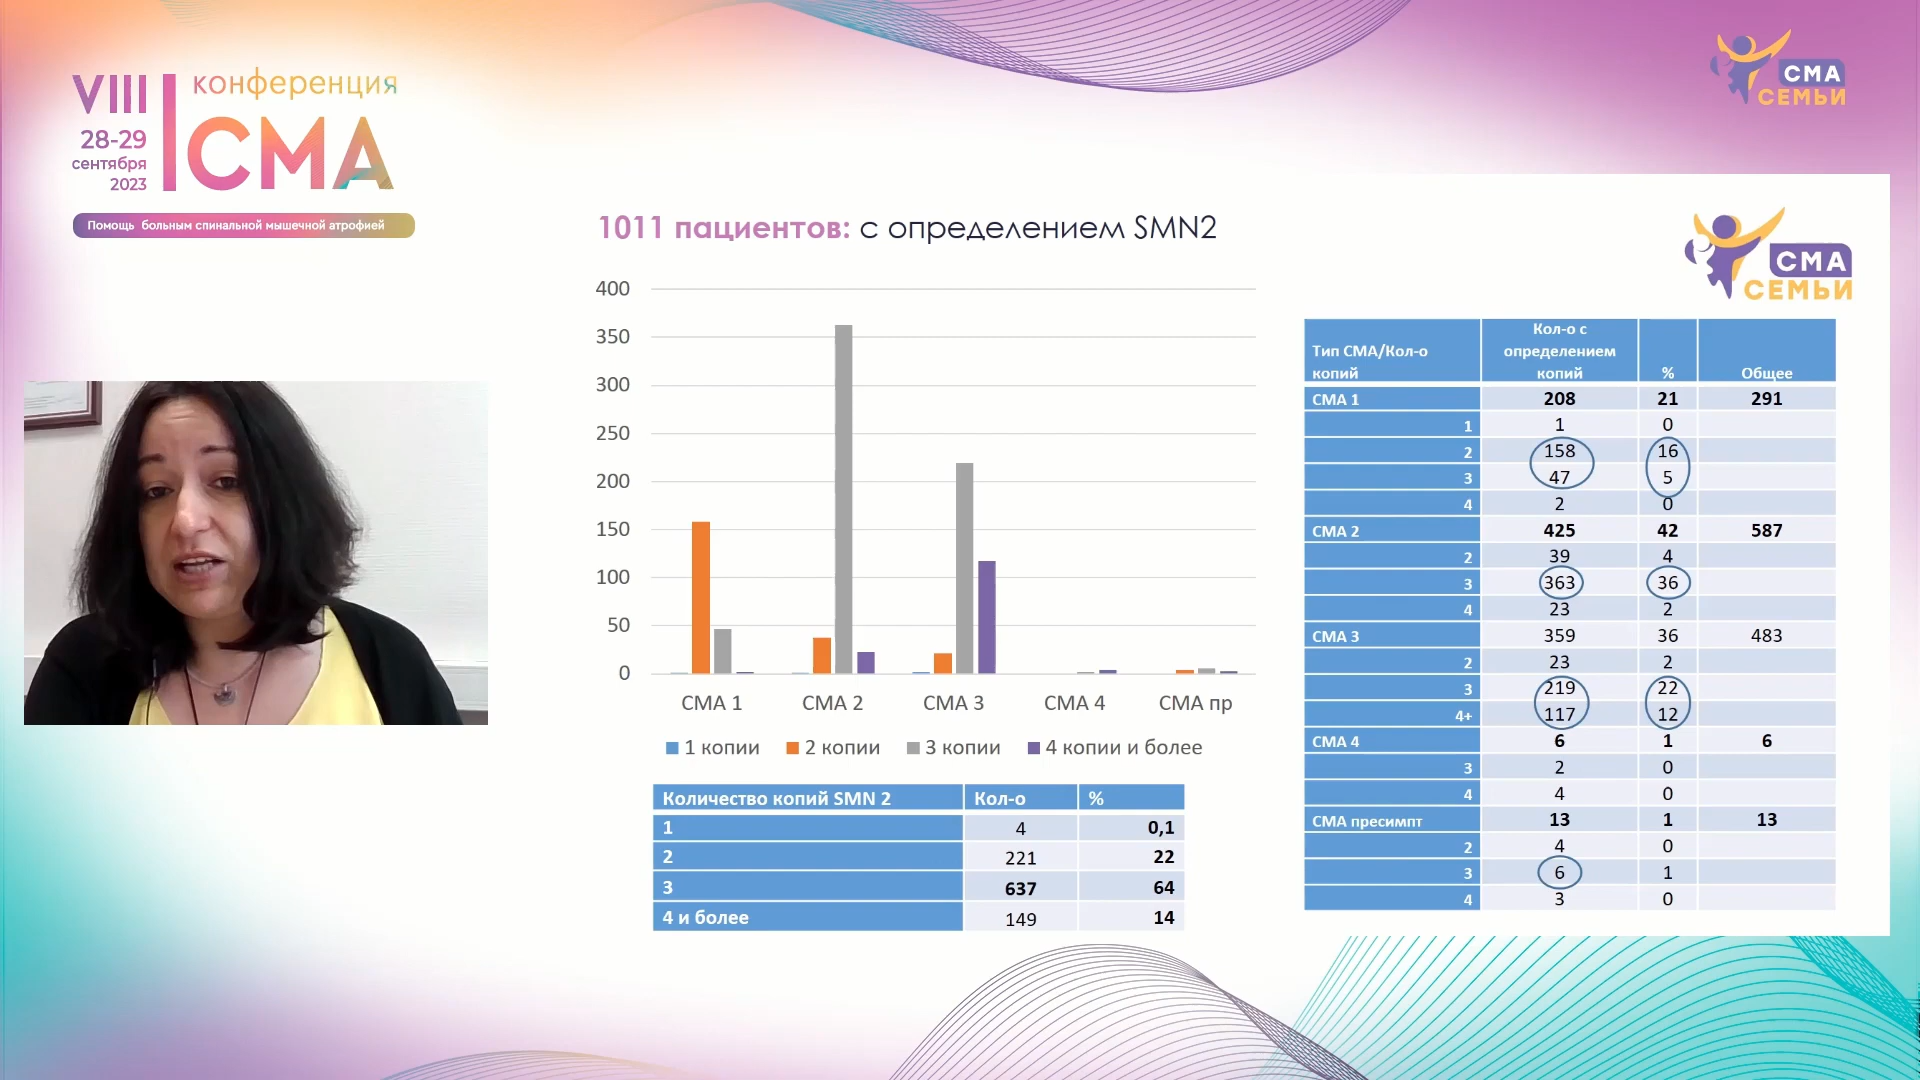 VIII
конференция
28-29
сентября
2023
СМА
Помощь больным спинальной мышечной атрофией
СМА
СЕМЬИ
1011 пациентов: с определением SMN2
СМА
СЕМЬИ
400
350
300
250
200
150
100
50
0
СМА 1 СМА 2 СМА 3 СМА 4 СМА пр
1 копии 2 копии 3 копии 4 копии и более
Количество копий SMN 2 Кол-о %
1 4 0,1
2 221 22
3 637 64
4 и более 149 14
Тип СМА/Кол-о копий Кол-о с определением копий % Общее
СМА 1 208 21 291
1 1 0
2 158 16
3 47 5
4 2 0
СМА 2 425 42 587
2 39 4
3 363 36
4 23 2
СМА 3 359 36 483
2 23 2
3 219 22
4+ 117 12
СМА 4 6 1 6
3 2 0
4 4 0
СМА пресимпт 13 1 13
2 4 0
3 6 1
4 3 0